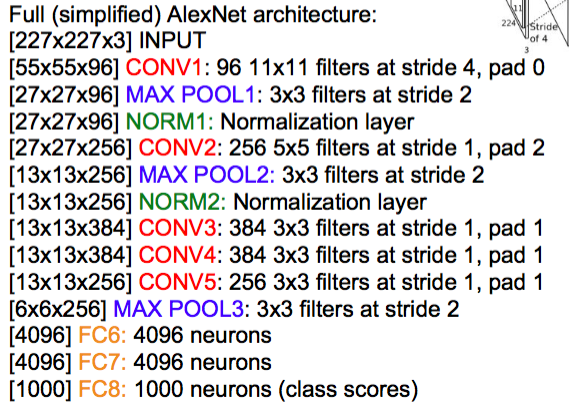 Full (simplified) AlexNet architecture:
[227x227x3] INPUT
[55x55x96] CONV1: 96 11x11 filters at stride 4, pad 0
[27x27x96] MAX POOL1: 3x3 filters at stride 2
[27x27x96] NORM1: Normalization layer
[27x27x256] CONV2: 256 5x5 filters at stride 1, pad 2
[13x13x256] MAX POOL2: 3x3 filters at stride 2
[13x13x256] NORM2: Normalization layer
[13x13x384] CONV3: 384 3x3 filters at stride 1, pad 1
[13x13x384] CONV4: 384 3x3 filters at stride 1, pad 1
[13x13x256] CONV5: 256 3x3 filters at stride 1, pad 1
[6x6x256] MAX POOL3: 3x3 filters at stride 2
[4096] FC6: 4096 neurons
[4096] FC7: 4096 neurons
[1000] FC8: 1000 neurons (class scores)
11
224
Stride
of 4
3